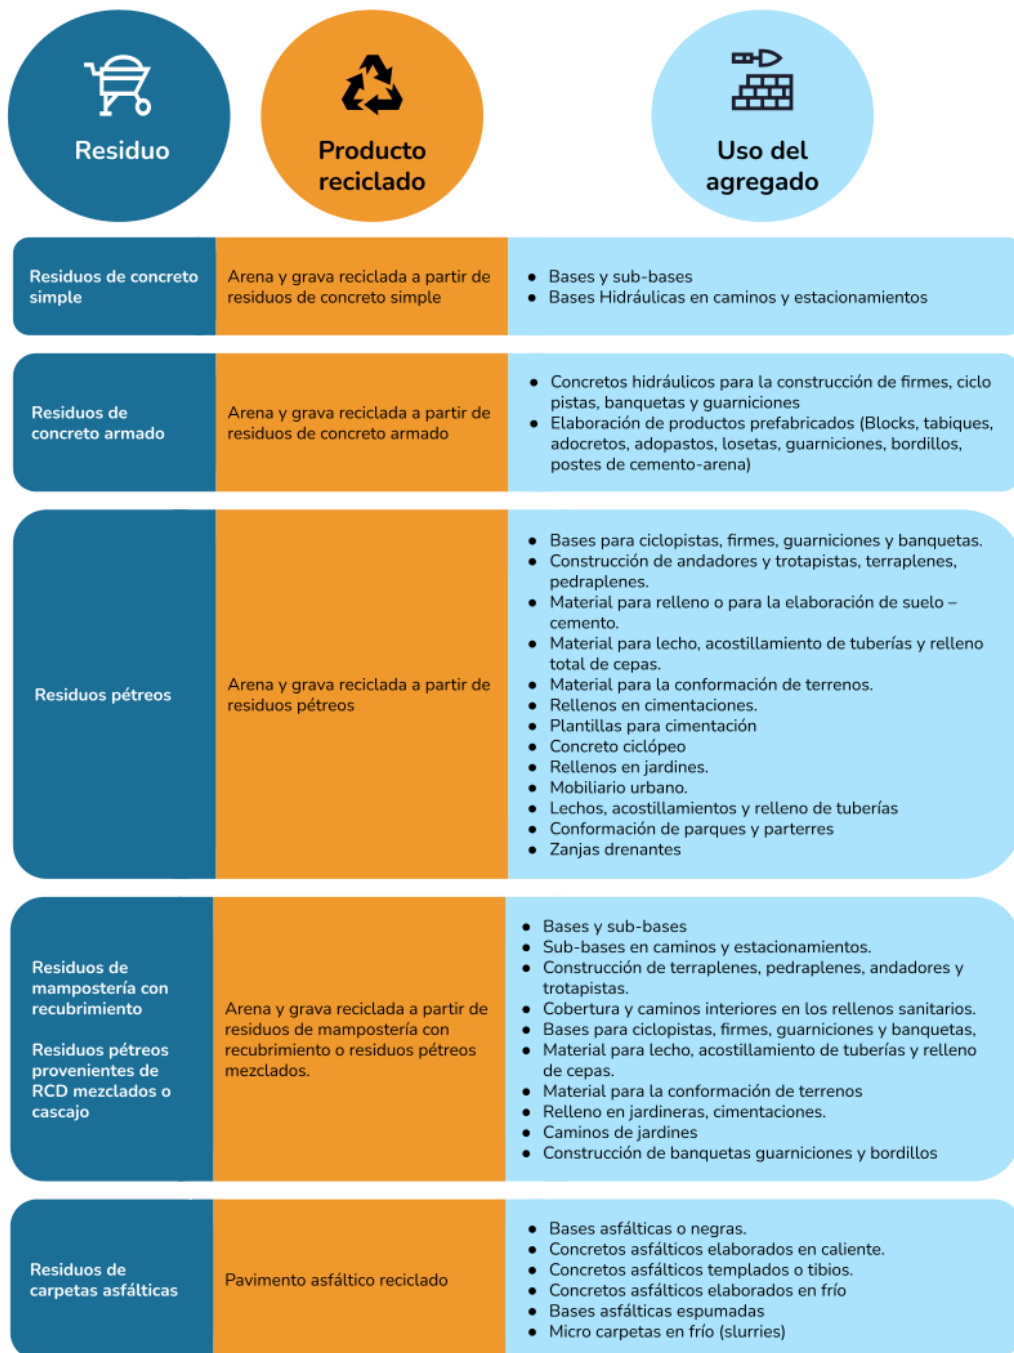 Residuo
Producto
reciclado
Uso del
agregado
Residuos de concreto
simple
Arena y grava reciclada a partir de
residuos de concreto simple
● Bases y sub-bases
● Bases Hidráulicas en caminos y estacionamientos
Residuos de
concreto armado
Arena y grava reciclada a partir de
residuos de concreto armado
● Concretos hidráulicos para la construcción de firmes, ciclo
pistas, banquetas y guarniciones
● Elaboración de productos prefabricados (Blocks, tabiques,
adocretos, adopastos, losetas, guarniciones, bordillos,
postes de cemento-arena)
Residuos pétreos
Arena y grava reciclada a partir de
residuos pétreos
● Bases para ciclopistas, firmes, guarniciones y banquetas.
● Construcción de andadores y trotapistas, terraplenes,
pedraplenes.
● Material para relleno o para la elaboración de suelo –
cemento.
● Material para lecho, acostillamiento de tuberías y relleno
total de cepas.
● Material para la conformación de terrenos.
● Rellenos en cimentaciones.
● Plantillas para cimentación
● Concreto ciclópeo
● Rellenos en jardines.
● Mobiliario urbano.
● Lechos, acostillamientos y relleno de tuberías
● Conformación de parques y parterres
● Zanjas drenantes
Residuos de
mampostería con
recubrimiento
Residuos pétreos
provenientes de
RCD mezclados o
cascajo
Arena y grava reciclada a partir de
residuos de mampostería con
recubrimiento o residuos pétreos
mezclados.
● Bases y sub-bases
● Sub-bases en caminos y estacionamientos.
● Construcción de terraplenes, pedraplenes, andadores y
trotapistas.
● Cobertura y caminos interiores en los rellenos sanitarios.
● Bases para ciclopistas, firmes, guarniciones y banquetas,
● Material para lecho, acostillamiento de tuberías y relleno
de cepas.
● Material para la conformación de terrenos
● Relleno en jardineras, cimentaciones.
● Caminos de jardines
● Construcción de banquetas guarniciones y bordillos
Residuos de
carpetas asfálticas
Pavimento asfáltico reciclado
● Bases asfálticas o negras.
● Concretos asfálticos elaborados en caliente.
● Concretos asfálticos templados o tibios.
● Concretos asfálticos elaborados en frío
● Bases asfálticas espumadas
● Micro carpetas en frío (slurries)